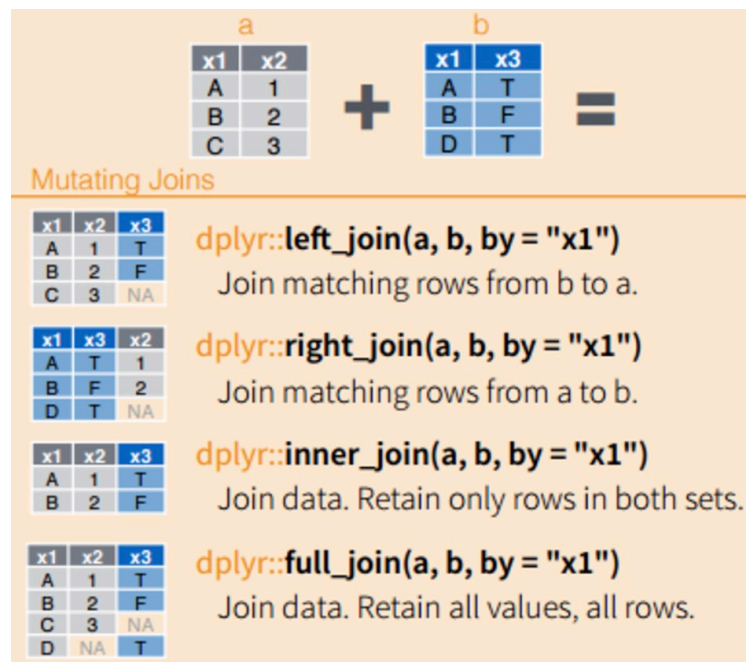 a b
x1 x2 x1 x3
A 1 A T
B 2 B F
C 3 D T
+ =
Mutating Joins
x1 x2 x3
A 1 T
B 2 F
C 3 NA
dplyr::left_join(a, b, by = "x1")
Join matching rows from b to a.
x1 x3 x2
A T 1
B F 2
D T NA
dplyr::right_join(a, b, by = "x1")
Join matching rows from a to b.
x1 x2 x3
A 1 T
B 2 F
dplyr::inner_join(a, b, by = "x1")
Join data. Retain only rows in both sets.
x1 x2 x3
A 1 T
B 2 F
C 3 NA
D NA T
dplyr::full_join(a, b, by = "x1")
Join data. Retain all values, all rows.